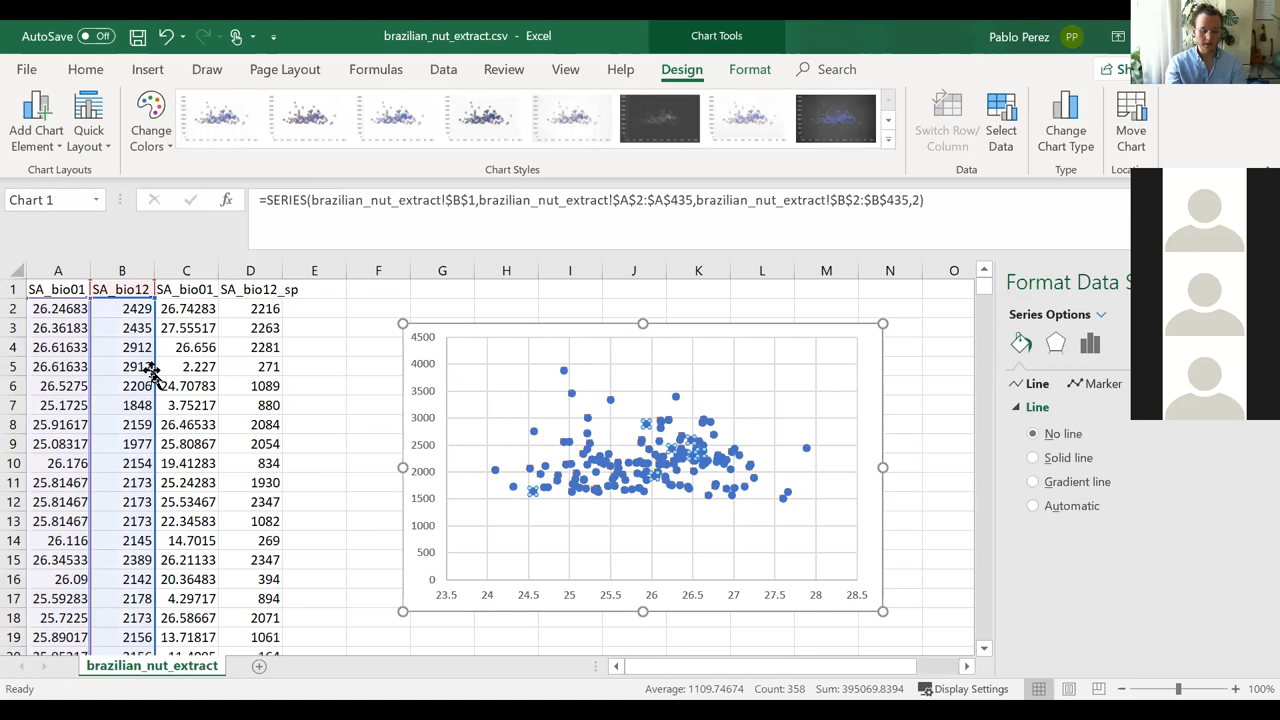 AutoSave Off brazilian_nut_extract.csv - Excel Chart Tools Pablo Perez PP
File Home Insert Draw Page Layout Formulas Data Review View Help Design Format Search Sh
Add Chart Element Quick Layout Change Colors Switch Row/ Column Select Data Change Chart Type Move Chart
Chart Layouts Chart Styles Data Type Loc
Chart 1 fx =SERIES(brazilian_nut_extract!$B$1,brazilian_nut_extract!$A$2:$A$435,brazilian_nut_extract!$B$2:$B$435,2)
A B C D E F G H I J K L M N O
1 SA_bio01 SA_bio12 SA_bio01_ SA_bio12_sp
2 26.24683 2429 26.74283 2216
3 26.36183 2435 27.55517 2263
4 26.61633 2912 26.656 2281
5 26.61633 291 2.227 271
6 26.5275 2206 24.70783 1089
7 25.1725 1848 3.75217 880
8 25.91617 2159 26.46533 2084
9 25.08317 1977 25.80867 2054
10 26.176 2154 19.41283 834
11 25.81467 2173 25.24283 1930
12 25.81467 2173 25.53467 2347
13 25.81467 2173 22.34583 1082
14 26.116 2145 14.7015 269
15 26.34533 2389 26.21133 2347
16 26.09 2142 20.36483 394
17 25.59283 2178 4.29717 894
18 25.7225 2173 26.58667 2071
19 25.89017 2156 13.71817 1061
4500
4000
3500
3000
2500
2000
1500
1000
500
0
23.5 24 24.5 25 25.5 26 26.5 27 27.5 28 28.5
Format Data S
Series Options
Line Marker
Line
No line
Solid line
Gradient line
Automatic
brazilian_nut_extract
Ready Average: 1109.74674 Count: 358 Sum: 395069.8394 Display Settings 100%